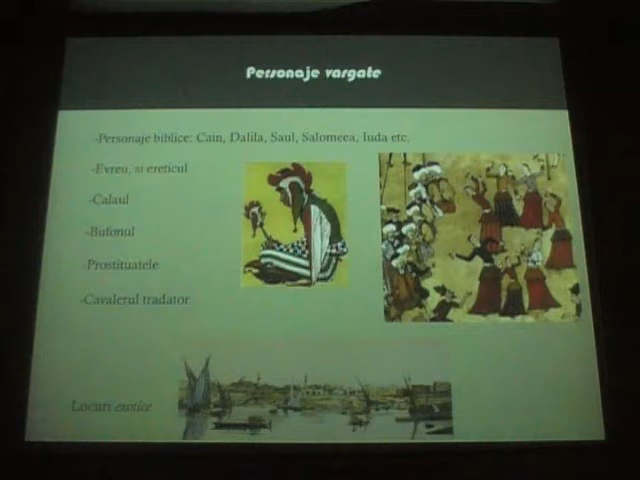 Personaje vargate
-Personaje biblice: Cain, Dalila, Saul, Salomeea, Iuda etc.
-Evreu, si ereticul
-Calaul
-Bufonul
-Prostituatele
-Cavalerul tradator
Locuri exotice